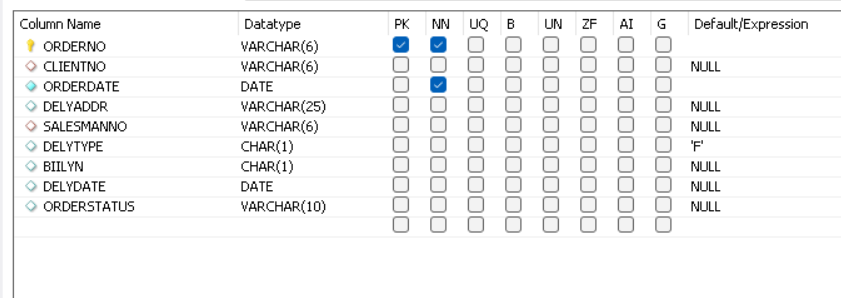 Column Name Datatype PK NN UQ B UN ZF AI G Default/Expression
ORDERNO VARCHAR(6)
CLIENTNO VARCHAR(6) NULL
ORDERDATE DATE
DELYADDR VARCHAR(25) NULL
SALESMANNO VARCHAR(6) NULL
DELYTYPE CHAR(1) 'F'
BIILYN CHAR(1) NULL
DELYDATE DATE NULL
ORDERSTATUS VARCHAR(10) NULL